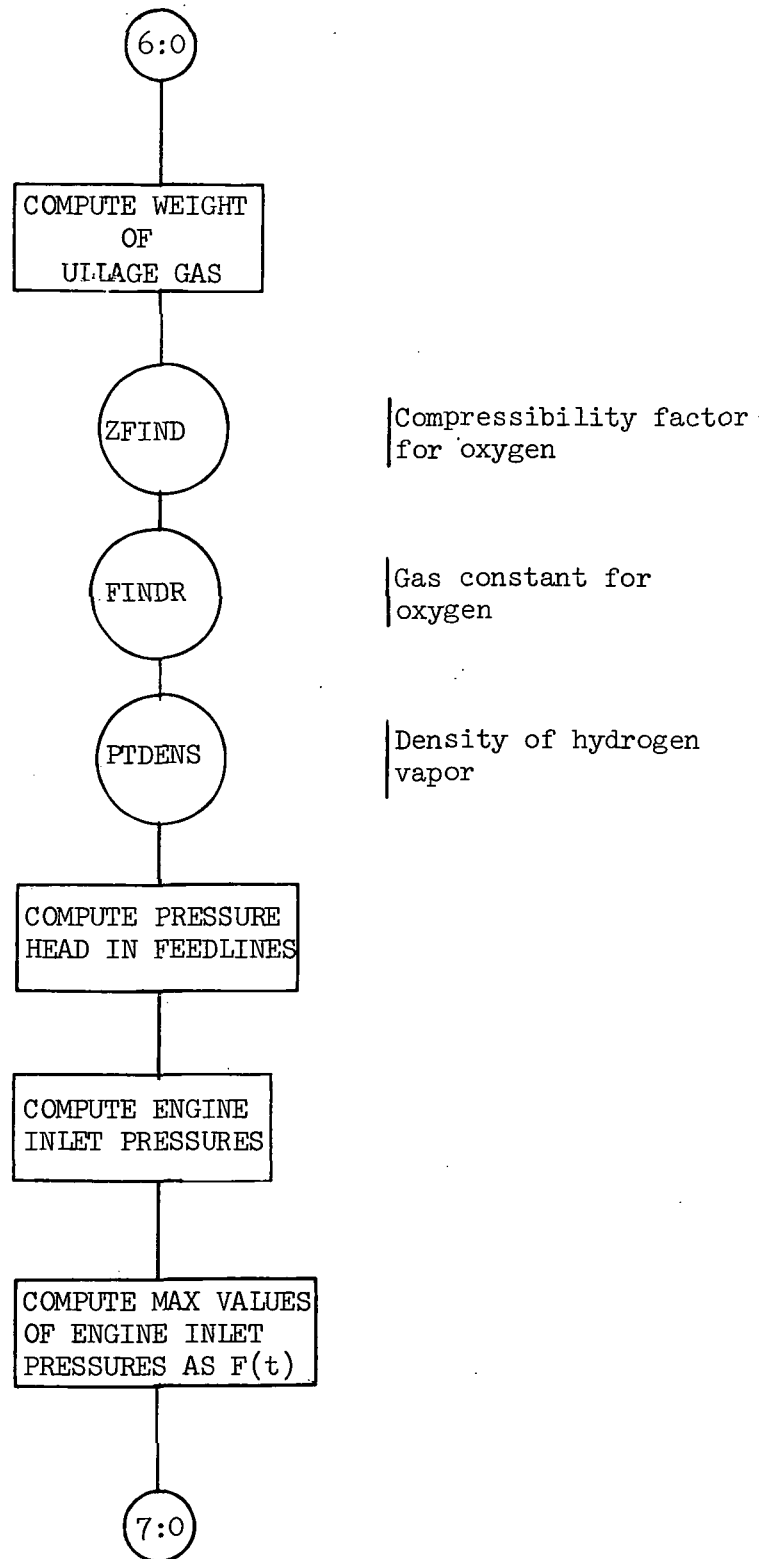 6:0
COMPUTE WEIGHT
OF
ULLAGE GAS
ZFIND
Compressibility factor
for oxygen
FINDR
Gas constant for
oxygen
PTDENS
Density of hydrogen
vapor
COMPUTE PRESSURE
HEAD IN FEEDLINES
COMPUTE ENGINE
INLET PRESSURES
COMPUTE MAX VALUES
OF ENGINE INLET
PRESSURES AS F(t)
7:0